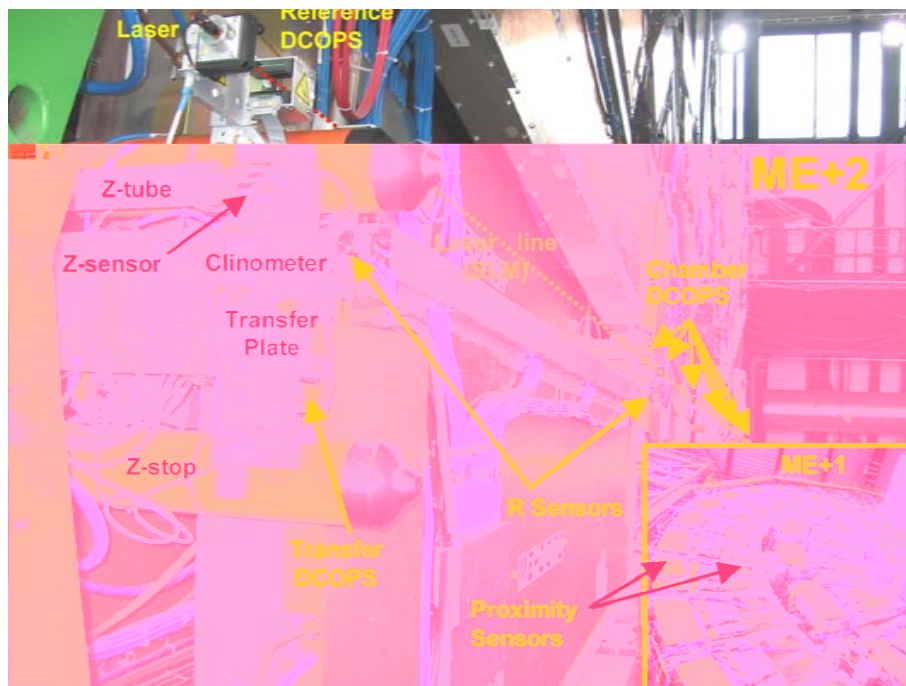 Laser
Reference
DCOPS
ME+2
Z-tube
Laser line
(SLM)
Z-sensor
Clinometer
Chamber
DCOPS
Transfer
Plate
Z-stop
ME+1
R Sensors
Transfer
DCOPS
Proximity
Sensors